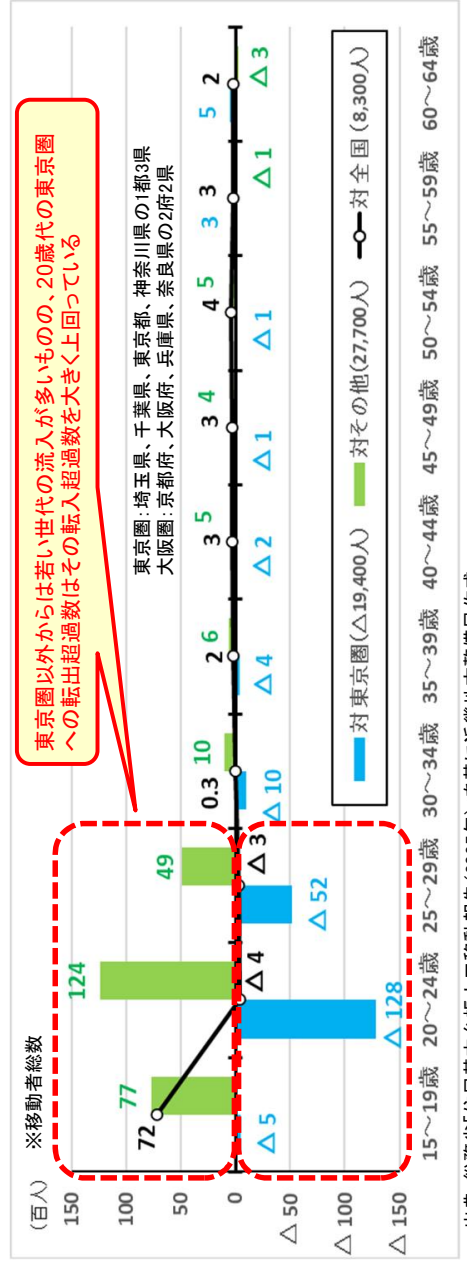 東京圏以外からは若い世代の流入が多いものの、20歳代の東京圏
への転出超過数はその転入超過数を大きく上回っている
(百人)
※移動者総数
東京圏:埼玉県、千葉県、東京都、神奈川県の1都3県
大阪圏:京都府、大阪府、兵庫県、奈良県の2府2県
150
100
50
0
△ 50
△ 100
△ 150
77
124
49
10
6
5
4
5
△1
△3
72
△4
△3
0.3
2
3
3
4
3
2
△5
△128
△52
△10
△4
△2
△1
△1
3
5
対東京圏(△19,400人)
対その他(27,700人)
対全国(8,300人)
15～19歳
20～24歳
25～29歳
30～34歳
35～39歳
40～44歳
45～49歳
50～54歳
55～59歳
60～64歳